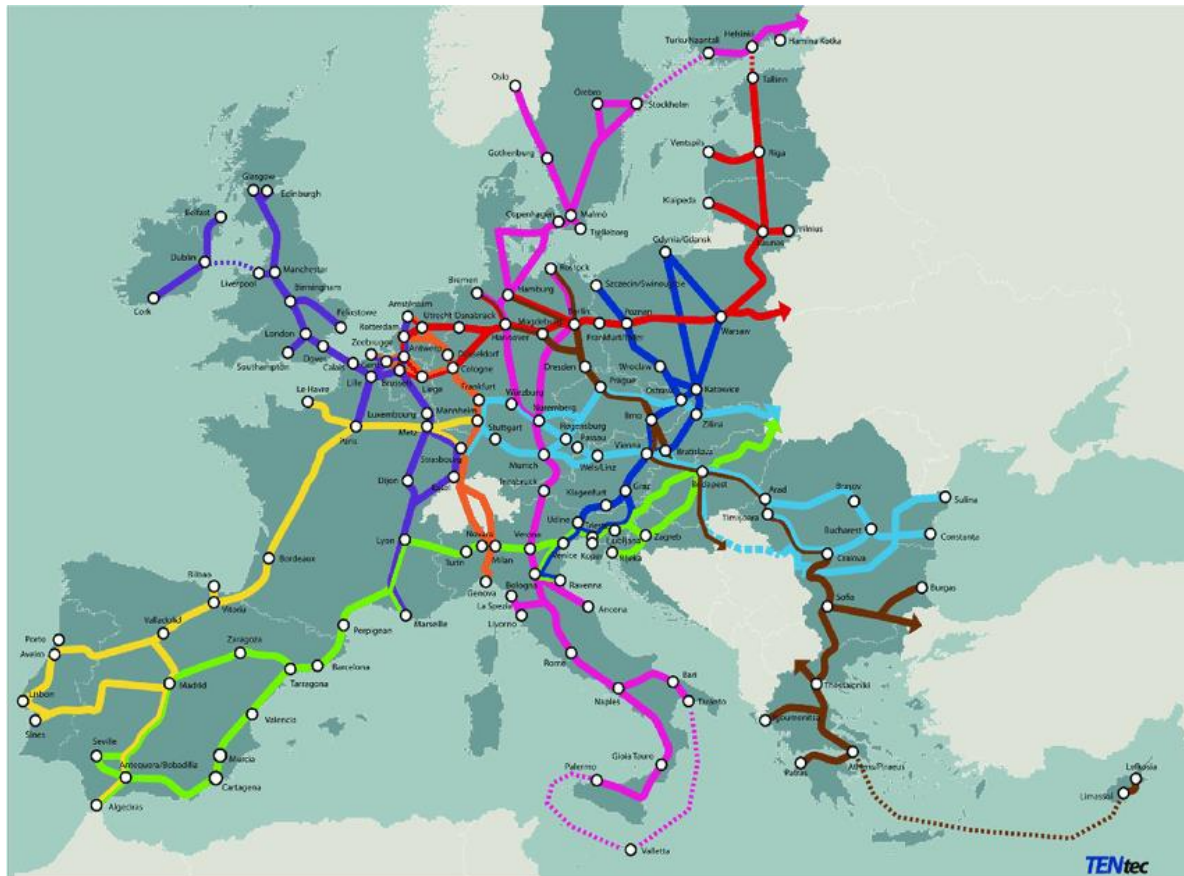 Helsinki
Turku Naantali
Hamina Kotka
Tallinn
Oslo
Örebro
Stockholm
Ventspils
Riga
Gothenburg
Glasgow
Edinburgh
Klaipeda
Belfast
Copenhagen
Malmö
Trelleborg
Vilnius
Kaunas
Gdynia/Gdansk
Dublin
Liverpool
Manchester
Rostock
Bremen
Hamburg
Szczecin/Swinoujscie
Cork
Birmingham
Felixstowe
Amsterdam
Utrecht
Osnabrück
Magdeburg
Berlin
Poznan
Warsaw
Rotterdam
Hannover
Frankfurt/Oder
London
Zeebrugge
Antwerp
Düsseldorf
Southampton
Dover
Calais
Cologne
Dresden
Wroclaw
Lille
Brussels
Liege
Prague
Katowice
Ostrava
Le Havre
Frankfurt
Würzburg
Luxembourg
Mannheim
Nuremberg
Brno
Zilina
Paris
Metz
Stuttgart
Regensburg
Passau
Vienna
Strasbourg
Munich
Wels/Linz
Bratislava
Dijon
Basel
Innsbruck
Klagenfurt
Graz
Budapest
Arad
Brasov
Sulina
Udine
Trieste
Timisoara
Bucharest
Lyon
Novara
Verona
Ljubljana
Zagreb
Constanta
Turin
Milan
Venice
Koper
Rijeka
Craiova
Bordeaux
Bologna
Ravenna
Bilbao
Genova
La Spezia
Ancona
Sofia
Burgas
Vitoria
Livorno
Marseille
Valladolid
Perpignan
Porto
Aveiro
Zaragoza
Rome
Barcelona
Bari
Madrid
Tarragona
Naples
Taranto
Thessaloniki
Lisbon
Igoumenitsa
Sines
Valencia
Seville
Murcia
Gioia Tauro
Athens/Piraeus
Patras
Antequera/Bobadilla
Palermo
Lefkosia
Cartagena
Limassol
Algeciras
Valletta
TENtec